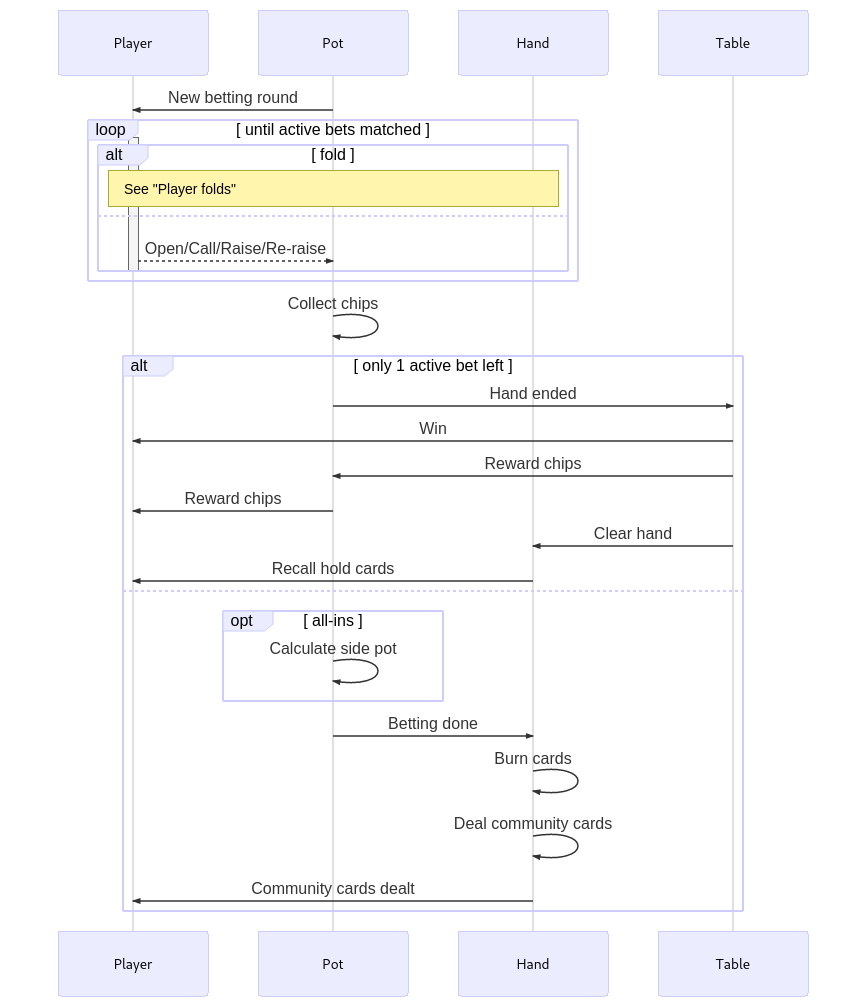 Player
Pot
Hand
Table
New betting round
loop
[ until active bets matched ]
alt
[ fold ]
See "Player folds"
Open/Call/Raise/Re-raise
Collect chips
alt
[ only 1 active bet left ]
Hand ended
Win
Reward chips
Reward chips
Clear hand
Recall hold cards
opt
[ all-ins ]
Calculate side pot
Betting done
Burn cards
Deal community cards
Community cards dealt
Player
Pot
Hand
Table